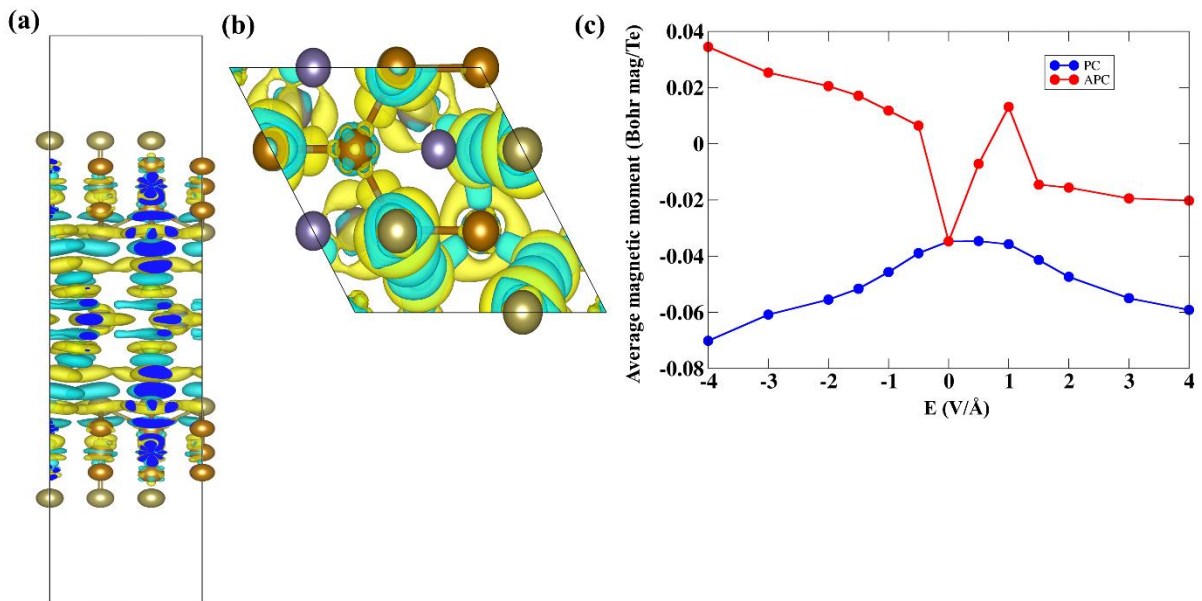 (a)
(b)
(c)
Average magnetic moment (Bohr mag/Te)
0.04
0.02
0
-0.02
-0.04
-0.06
-0.08
PC
APC
-4 -3 -2 -1 0 1 2 3 4
E (V/Å)